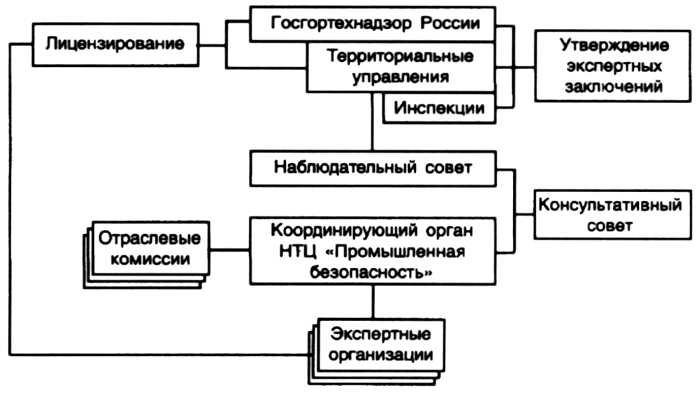 Госгортехнадзор России
Лицензирование
Территориальные
управления
Инспекции
Утверждение
экспертных
заключений
Наблюдательный совет
Консультативный
совет
Отраслевые
комиссии
Координирующий орган
НТЦ «Промышленная
безопасность»
Экспертные
организации